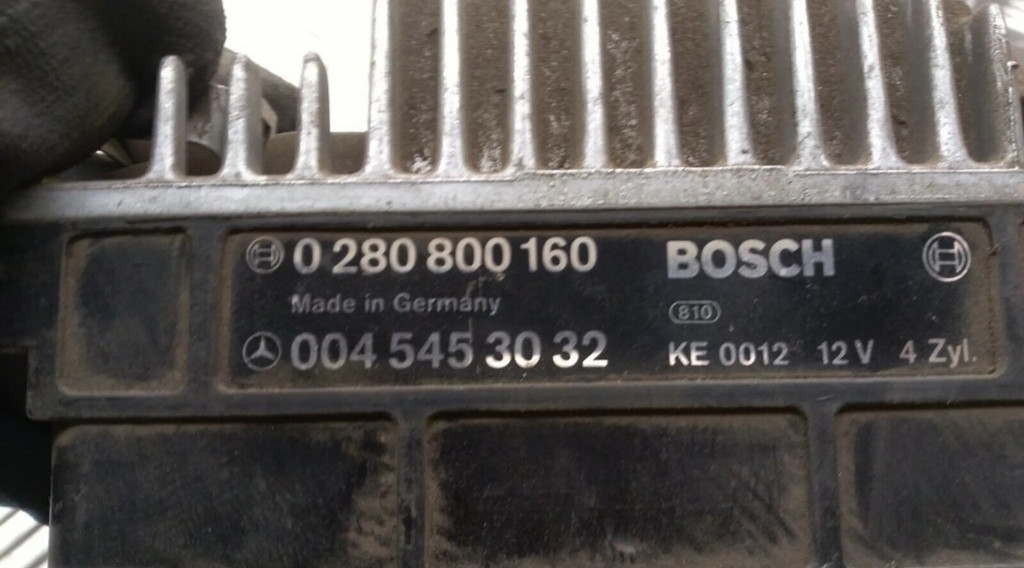 0 280 800 160 BOSCH
Made in Germany 810
004 545 30 32 KE 0012 12 V 4 Zyl.